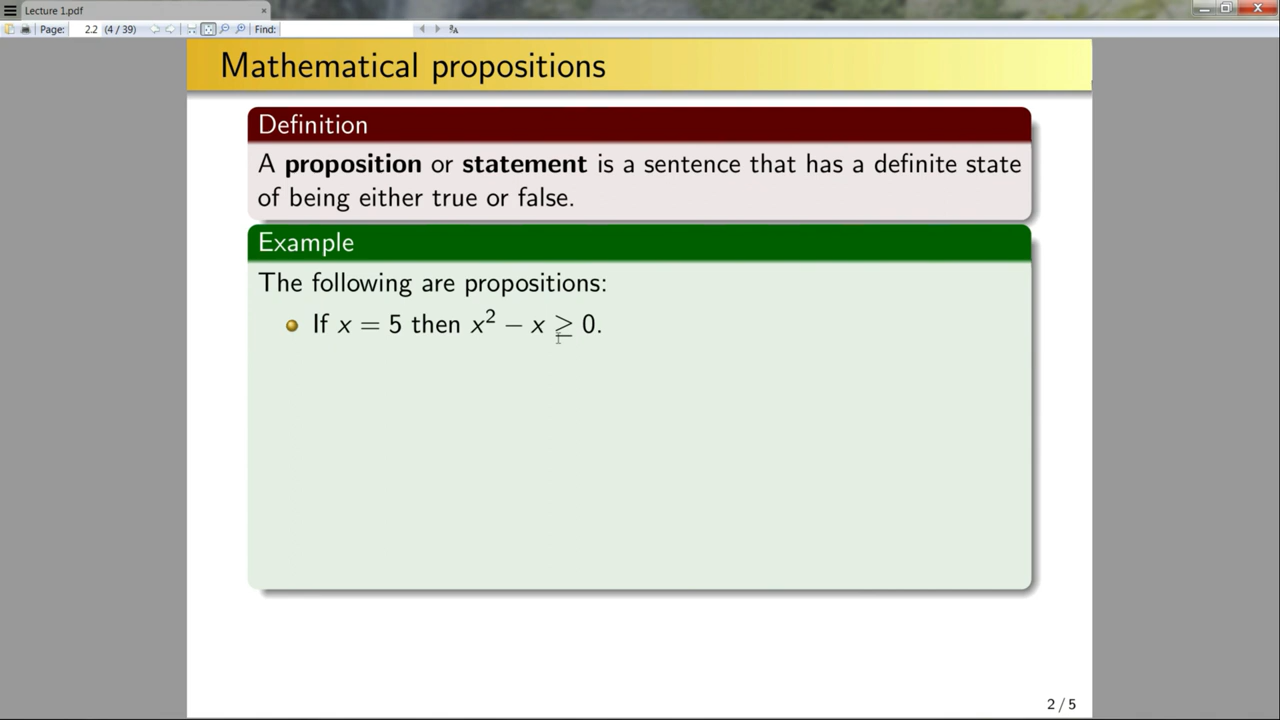 Lecture 1.pdf
Page: 2.2 (4 / 39) Find:
Mathematical propositions
Definition
A proposition or statement is a sentence that has a definite state
of being either true or false.
Example
The following are propositions:
If x = 5 then x² − x ≥ 0.
2 / 5